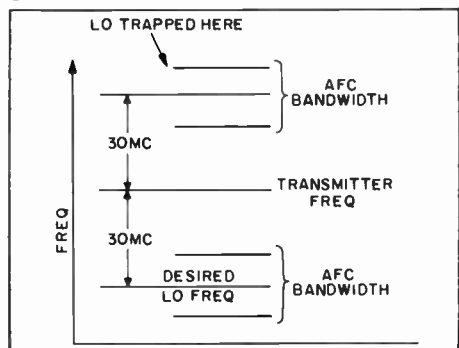 LO TRAPPED HERE
AFC
BANDWIDTH
30MC
TRANSMITTER
FREQ
30MC
FREQ
DESIRED
LO FREQ
AFC
BANDWIDTH